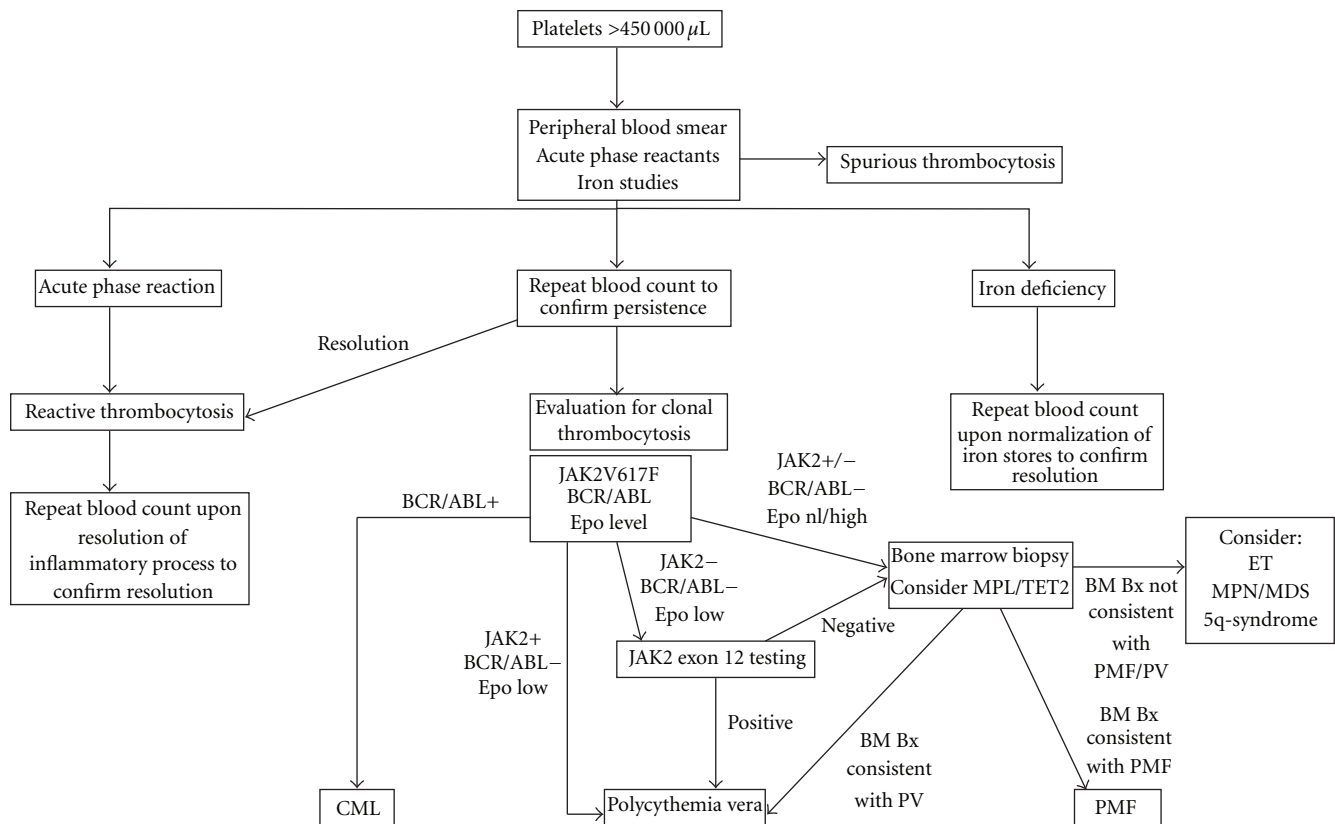 Platelets >450 000 µL
Peripheral blood smear
Acute phase reactants
Iron studies
Spurious thrombocytosis
Acute phase reaction
Repeat blood count to
confirm persistence
Iron deficiency
Resolution
Reactive thrombocytosis
Evaluation for clonal
thrombocytosis
Repeat blood count
upon normalization of
iron stores to confirm
resolution
Repeat blood count upon
resolution of
inflammatory process to
confirm resolution
BCR/ABL+
JAK2V617F
BCR/ABL
Epo level
JAK2+/−
BCR/ABL−
Epo nl/high
Bone marrow biopsy
Consider MPL/TET2
Consider:
ET
MPN/MDS
5q-syndrome
BM Bx not
consistent
with
PMF/PV
JAK2−
BCR/ABL−
Epo low
Negative
JAK2+
BCR/ABL−
Epo low
JAK2 exon 12 testing
Positive
BM Bx
consistent
with PV
BM Bx
consistent
with PMF
CML
Polycythemia vera
PMF